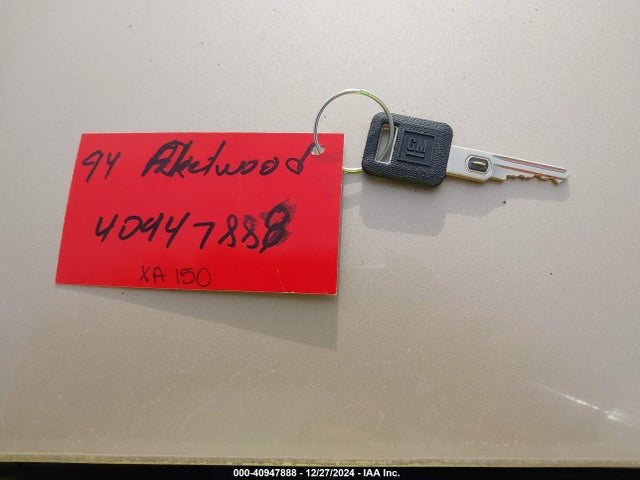 94 Fleetwood
40947888
XA 150
GM
000-40947888 - 12/27/2024 - IAA Inc.